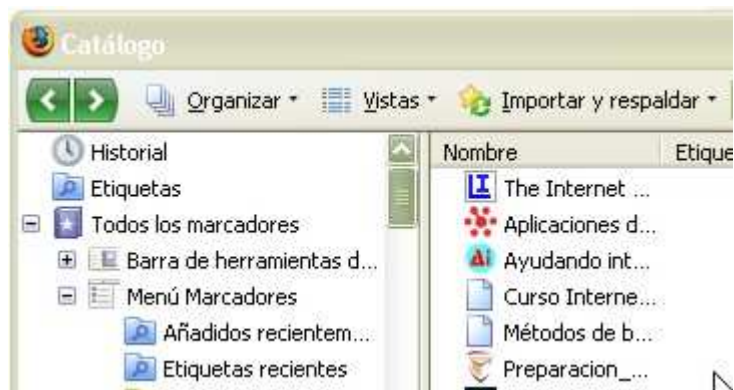 Catálogo
Organizar Vistas Importar y respaldar
Historial
Etiquetas
Todos los marcadores
Barra de herramientas d...
Menú Marcadores
Añadidos recientem...
Etiquetas recientes
Nombre Etique
The Internet ...
Aplicaciones d...
Ayudando int...
Curso Interne...
Métodos de b...
Preparacion_...